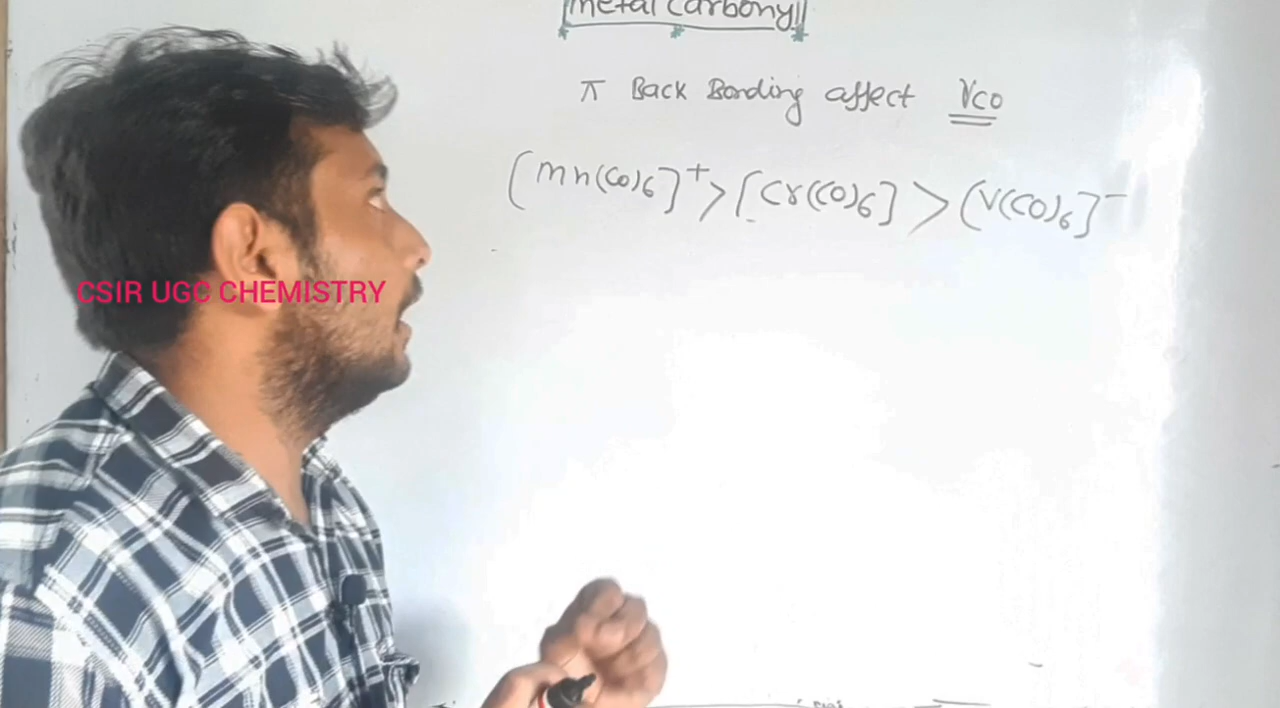 Metal Carbonyl
π Back Bonding affect νco
[Mn(CO)6]+ > [Cr(CO)6] > [V(CO)6]−
CSIR UGC CHEMISTRY